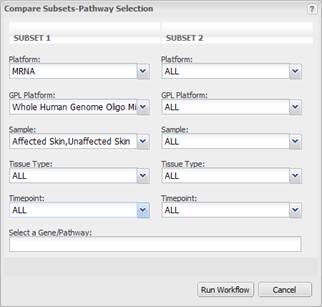 Compare Subsets-Pathway Selection ?
SUBSET 1 SUBSET 2
Platform: Platform:
MRNA ALL
GPL Platform: GPL Platform:
Whole Human Genome Oligo Mi ALL
Sample: Sample:
Affected Skin,Unaffected Skin ALL
Tissue Type: Tissue Type:
ALL ALL
Timepoint: Timepoint:
ALL ALL
Select a Gene/Pathway:
Run Workflow Cancel